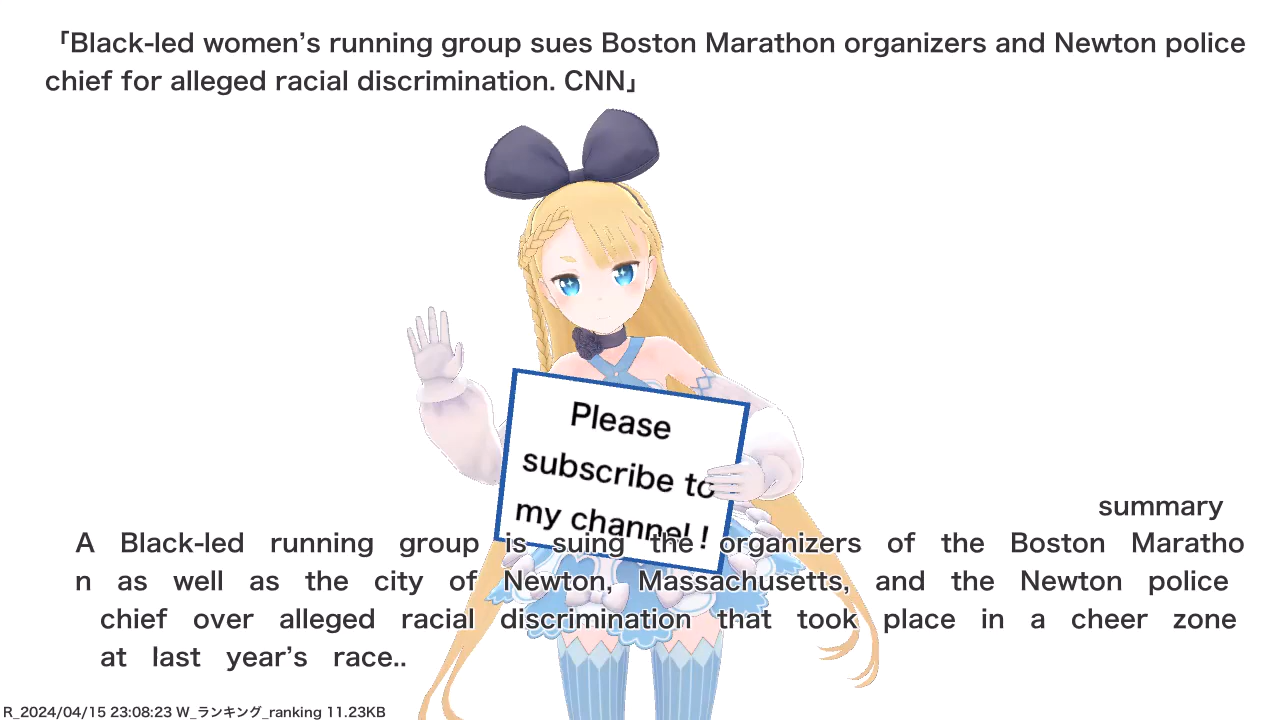 「Black-led women’s running group sues Boston Marathon organizers and Newton police
chief for alleged racial discrimination. CNN」
Please
subscribe to
my channel !
summary
A Black-led running group is suing the organizers of the Boston Maratho
n as well as the city of Newton, Massachusetts, and the Newton police
chief over alleged racial discrimination that took place in a cheer zone
at last year’s race..
R_2024/04/15 23:08:23 W_ランキング_ranking 11.23KB